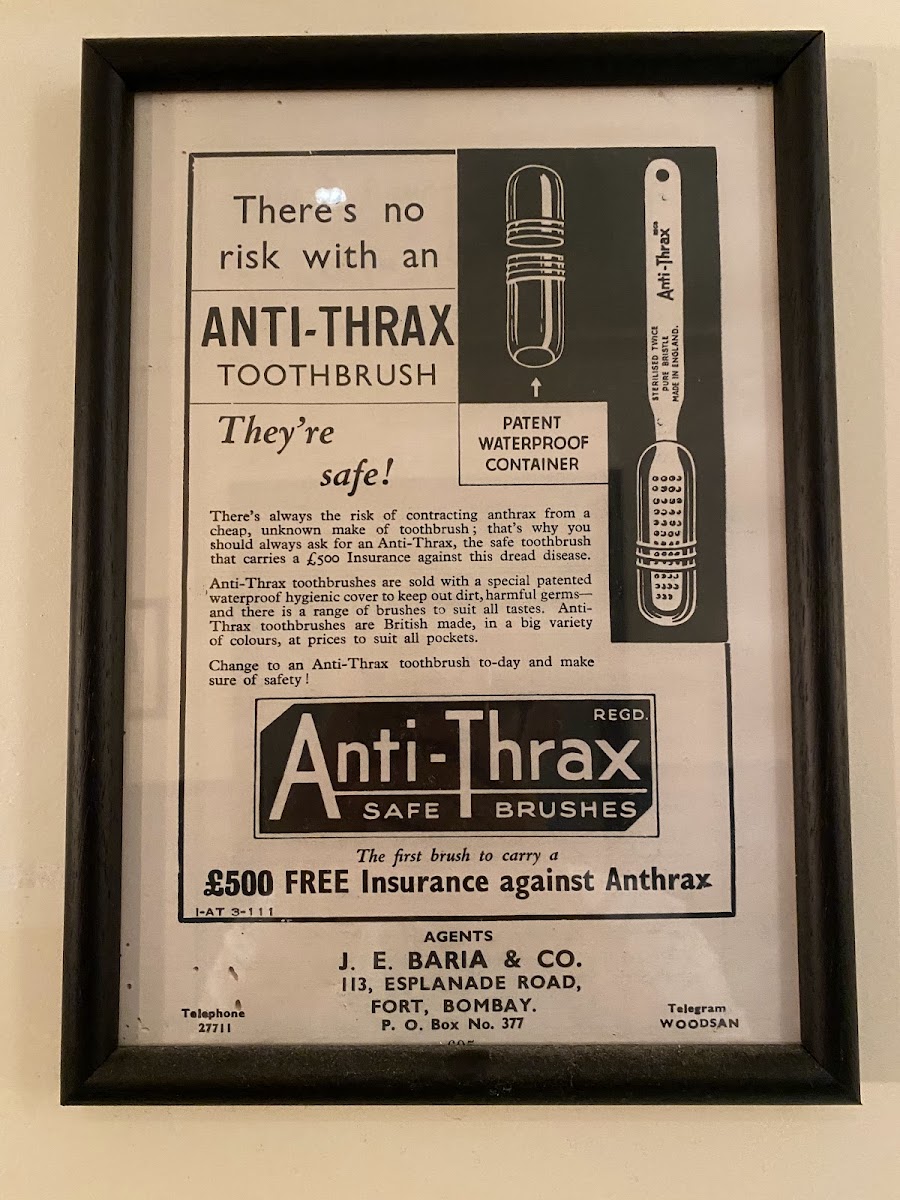 There's no
risk with an
ANTI-THRAX
TOOTHBRUSH
They're
safe!
PATENT
WATERPROOF
CONTAINER
Anti-Thrax REGD
STERILISED TWICE
PURE BRISTLE
MADE IN ENGLAND.
There's always the risk of contracting anthrax from a
cheap, unknown make of toothbrush; that's why you
should always ask for an Anti-Thrax, the safe toothbrush
that carries a £500 Insurance against this dread disease.
Anti-Thrax toothbrushes are sold with a special patented
waterproof hygienic cover to keep out dirt, harmful germs—
and there is a range of brushes to suit all tastes. Anti-
Thrax toothbrushes are British made, in a big variety
of colours, at prices to suit all pockets.
Change to an Anti-Thrax toothbrush to-day and make
sure of safety!
REGD.
Anti-Thrax
SAFE BRUSHES
The first brush to carry a
£500 FREE Insurance against Anthrax
I-AT 3-111
AGENTS
J. E. BARIA & CO.
113, ESPLANADE ROAD,
FORT, BOMBAY.
P. O. Box No. 377
Telephone
27711
Telegram
WOODSAN